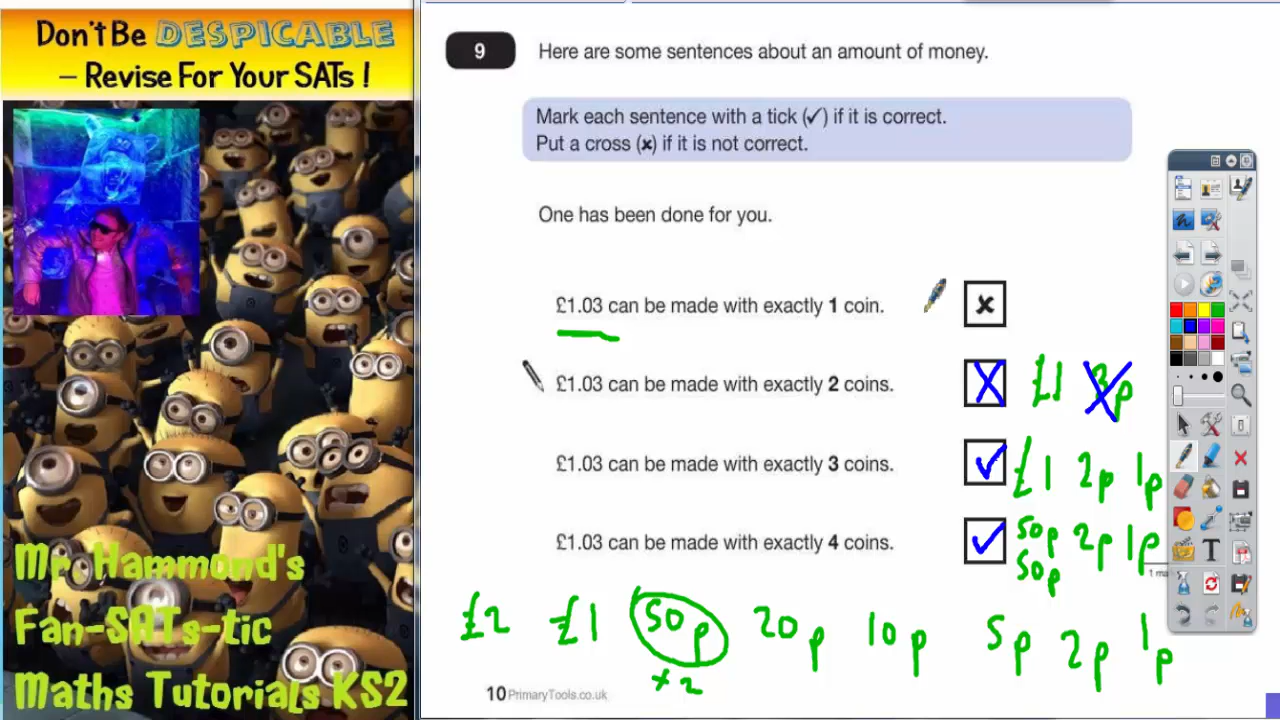 Don't Be DESPICABLE
– Revise For Your SATs !
Mr Hammond's
Fan-SATs-tic
Maths Tutorials KS2
9 Here are some sentences about an amount of money.
Mark each sentence with a tick (✓) if it is correct.
Put a cross (✗) if it is not correct.
One has been done for you.
£1.03 can be made with exactly 1 coin. ✗
£1.03 can be made with exactly 2 coins. X £1 3p
£1.03 can be made with exactly 3 coins. ✓ £1 2p 1p
£1.03 can be made with exactly 4 coins. ✓ 50p 2p 1p
50p
£2 £1 50p 20p 10p 5p 2p 1p
x 2
10 PrimaryTools.co.uk